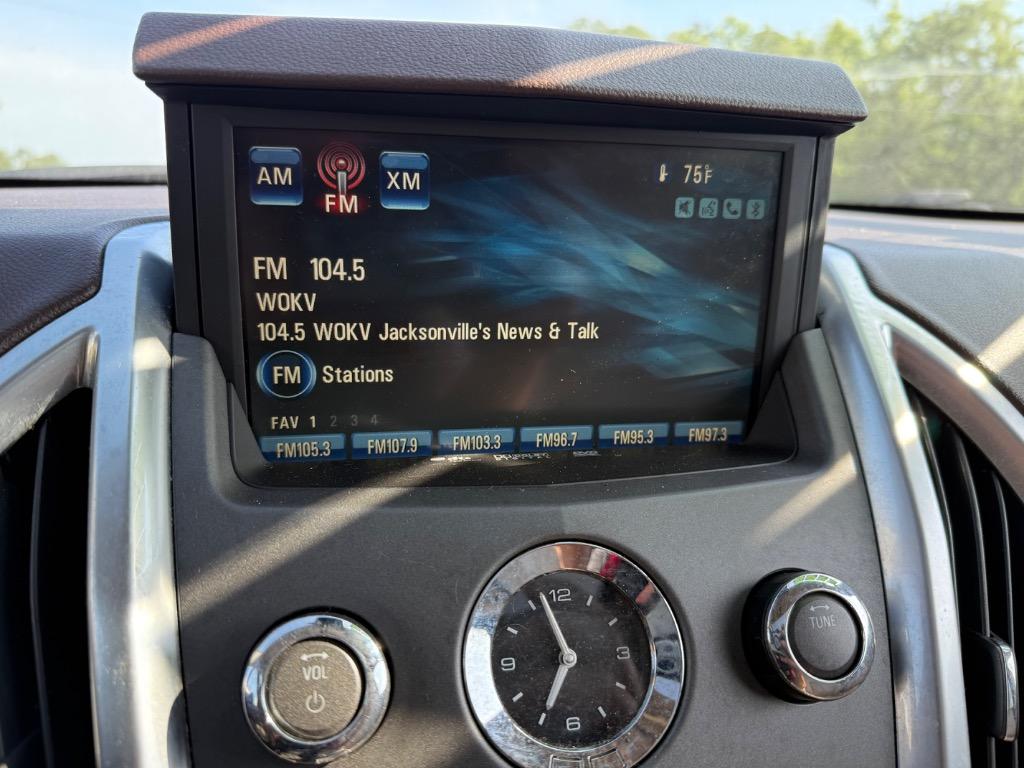 AM FM XM 75°F
FM 104.5
WOKV
104.5 WOKV Jacksonville's News & Talk
FM Stations
FAV 1 2 3 4
FM105.3 FM107.9 FM103.3 FM96.7 FM95.3 FM97.3
12
9 3
6
VOL
TUNE